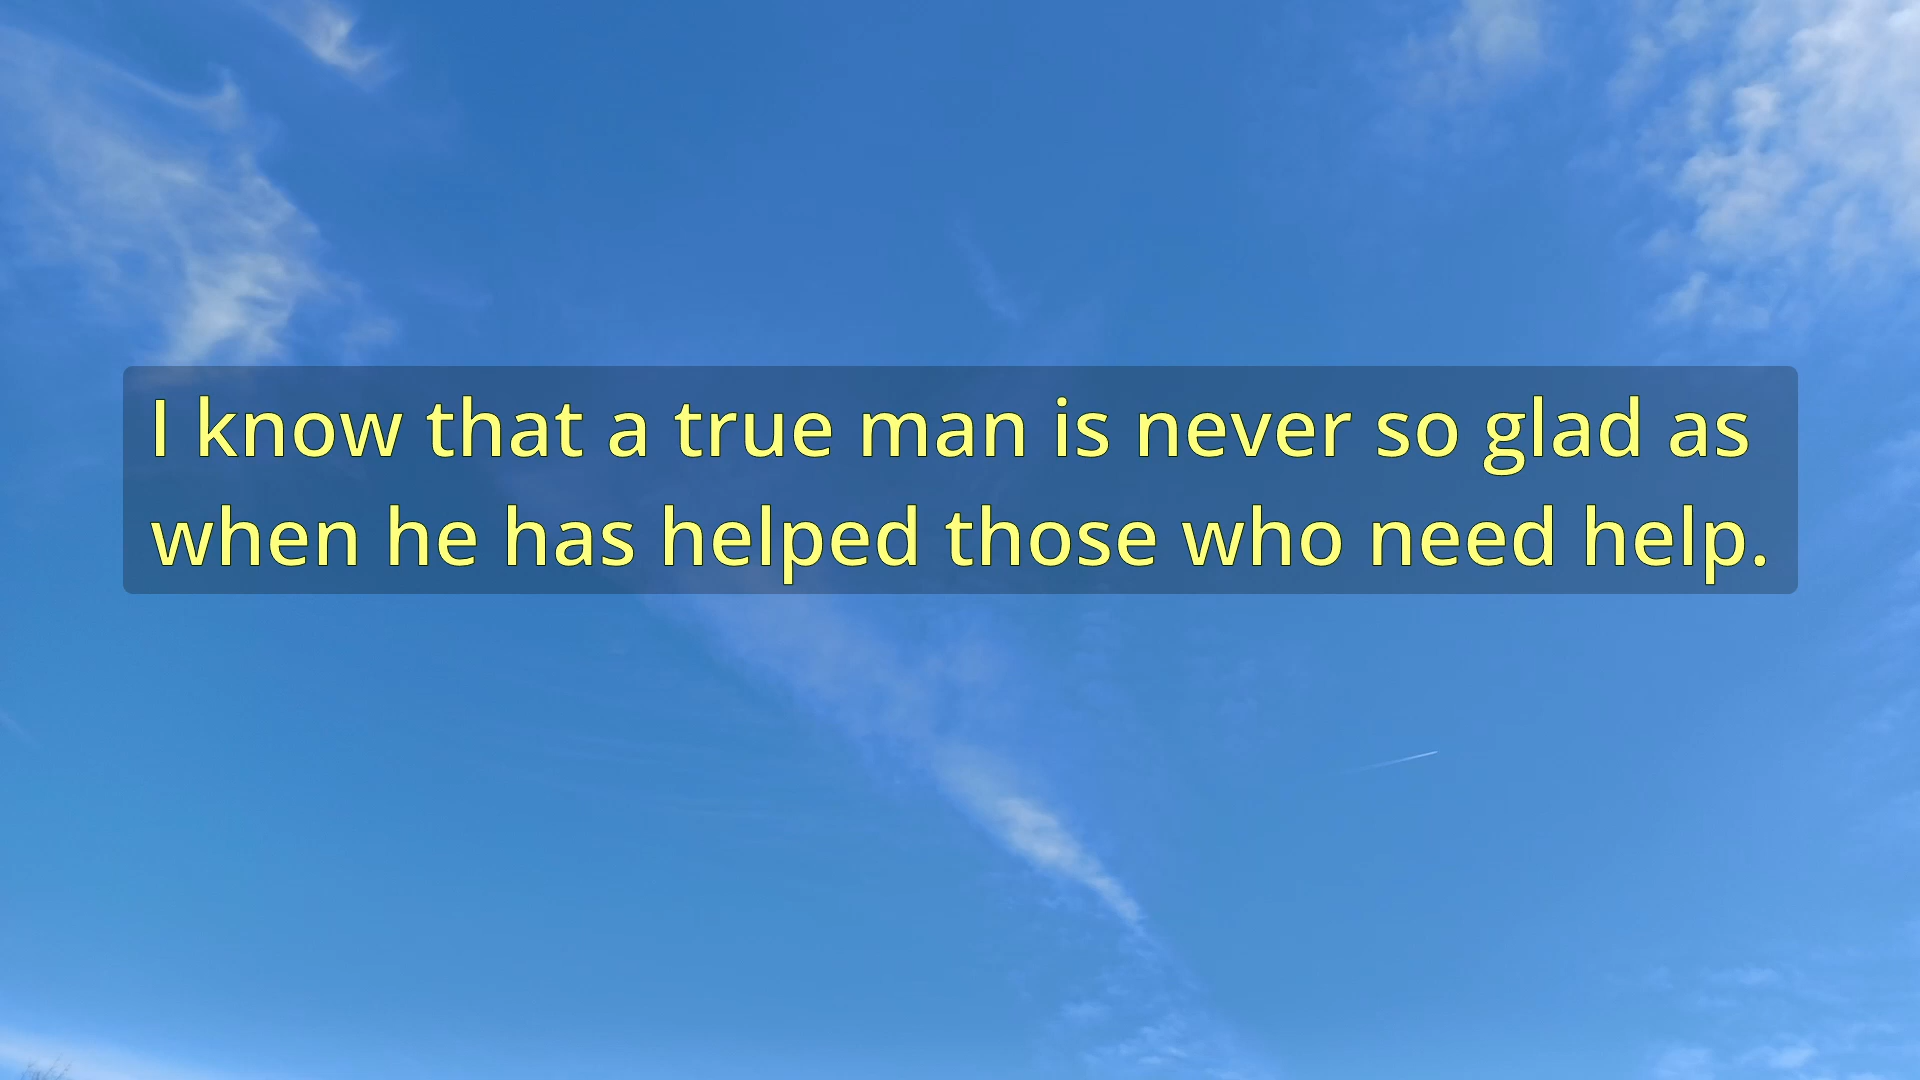 I know that a true man is never so glad as
when he has helped those who need help.